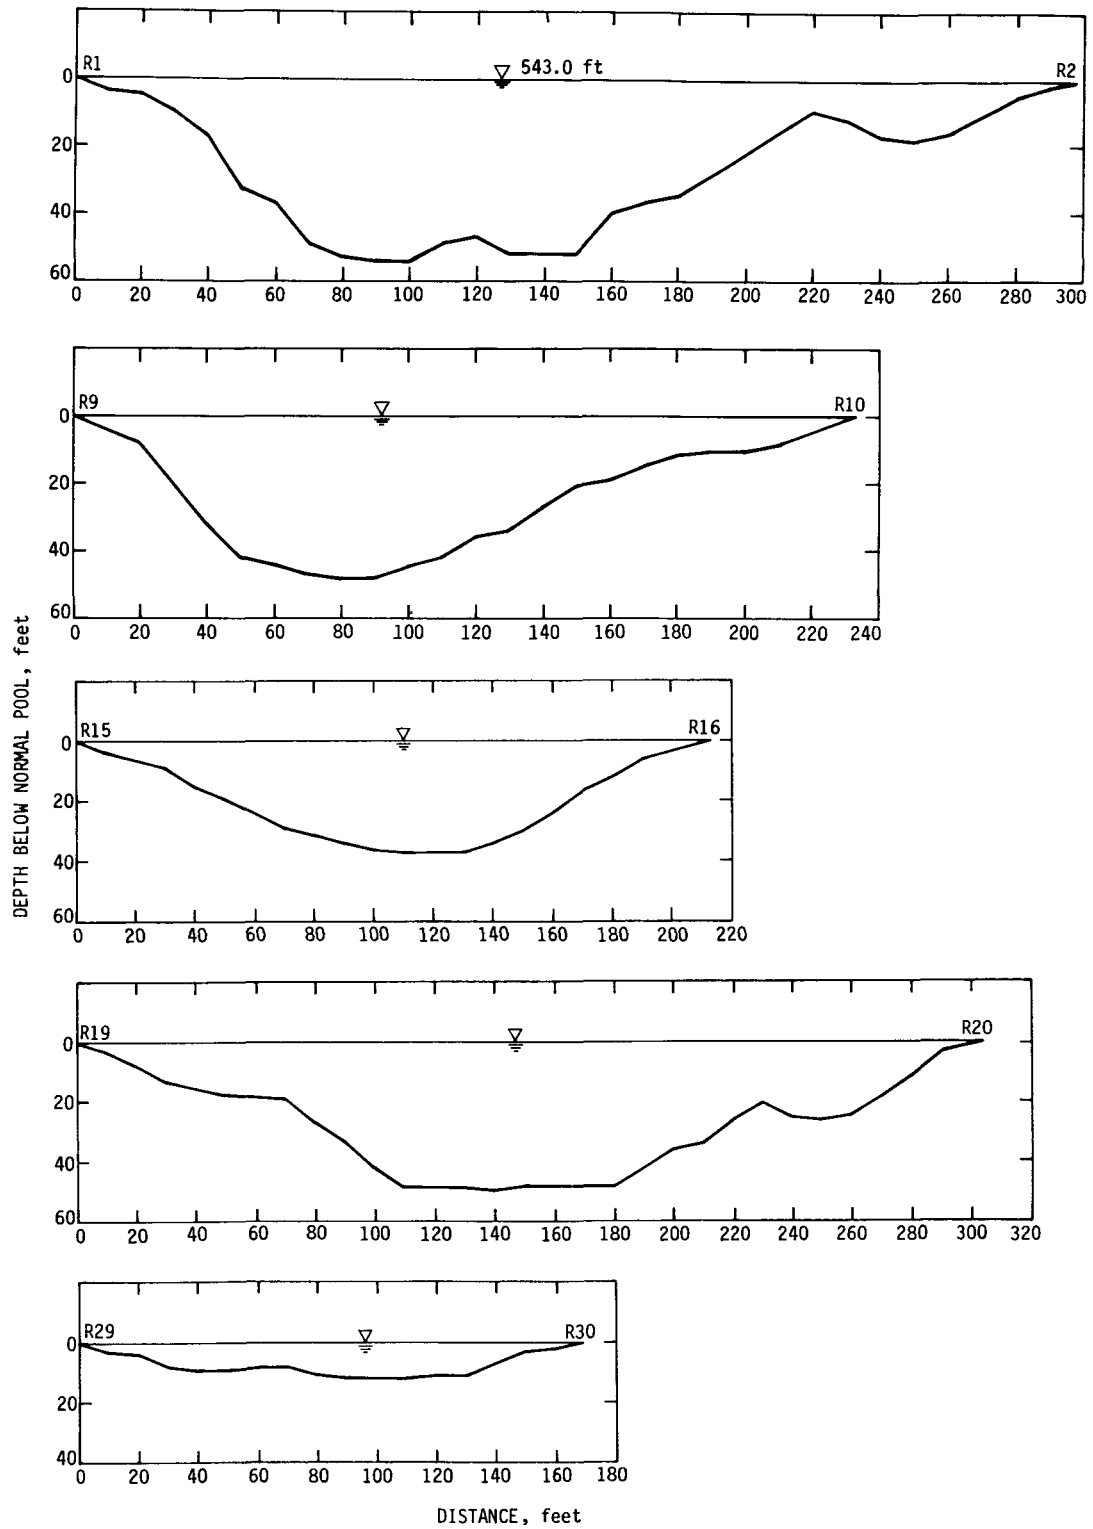 R1
543.0 ft
R2
0
20
40
60
0 20 40 60 80 100 120 140 160 180 200 220 240 260 280 300
R9
R10
0
20
40
60
0 20 40 60 80 100 120 140 160 180 200 220 240
DEPTH BELOW NORMAL POOL, feet
R15
R16
0
20
40
60
0 20 40 60 80 100 120 140 160 180 200 220
R19
R20
0
20
40
60
0 20 40 60 80 100 120 140 160 180 200 220 240 260 280 300 320
R29
R30
0
20
40
0 20 40 60 80 100 120 140 160 180
DISTANCE, feet